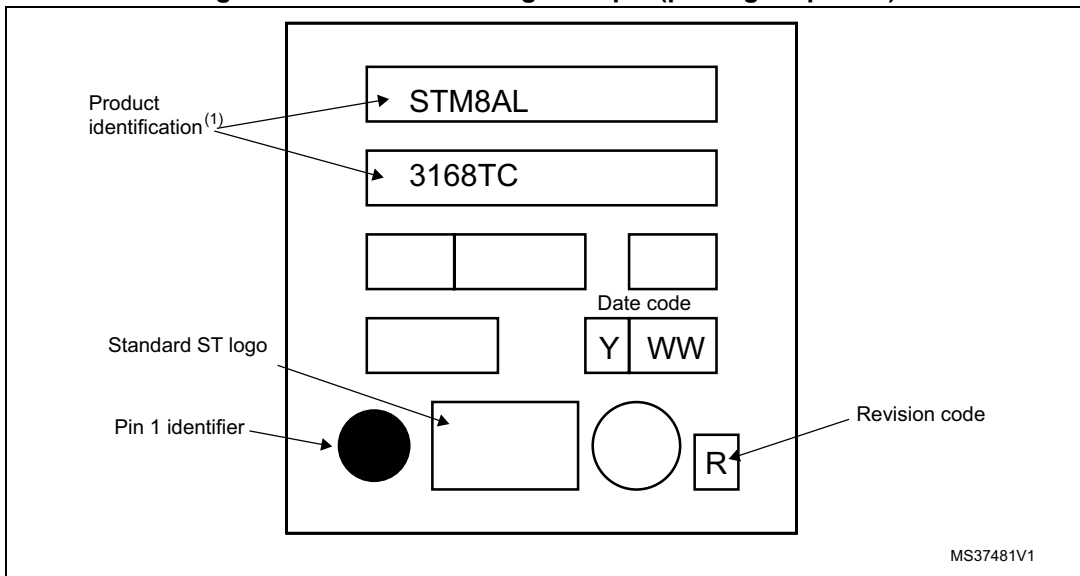 Product
identification(1)
STM8AL
3168TC
Date code
Y WW
Standard ST logo
Pin 1 identifier
Revision code
R
MS37481V1